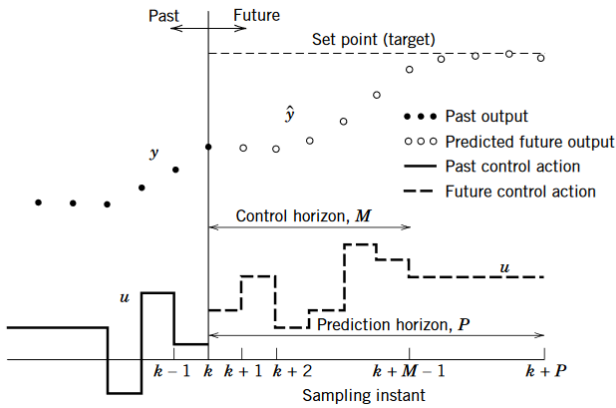 Past Future
Set point (target)
ŷ
Past output
Predicted future output
y
Past control action
Future control action
Control horizon, M
u
u
Prediction horizon, P
k – 1 k k + 1 k + 2 k + M – 1 k + P
Sampling instant